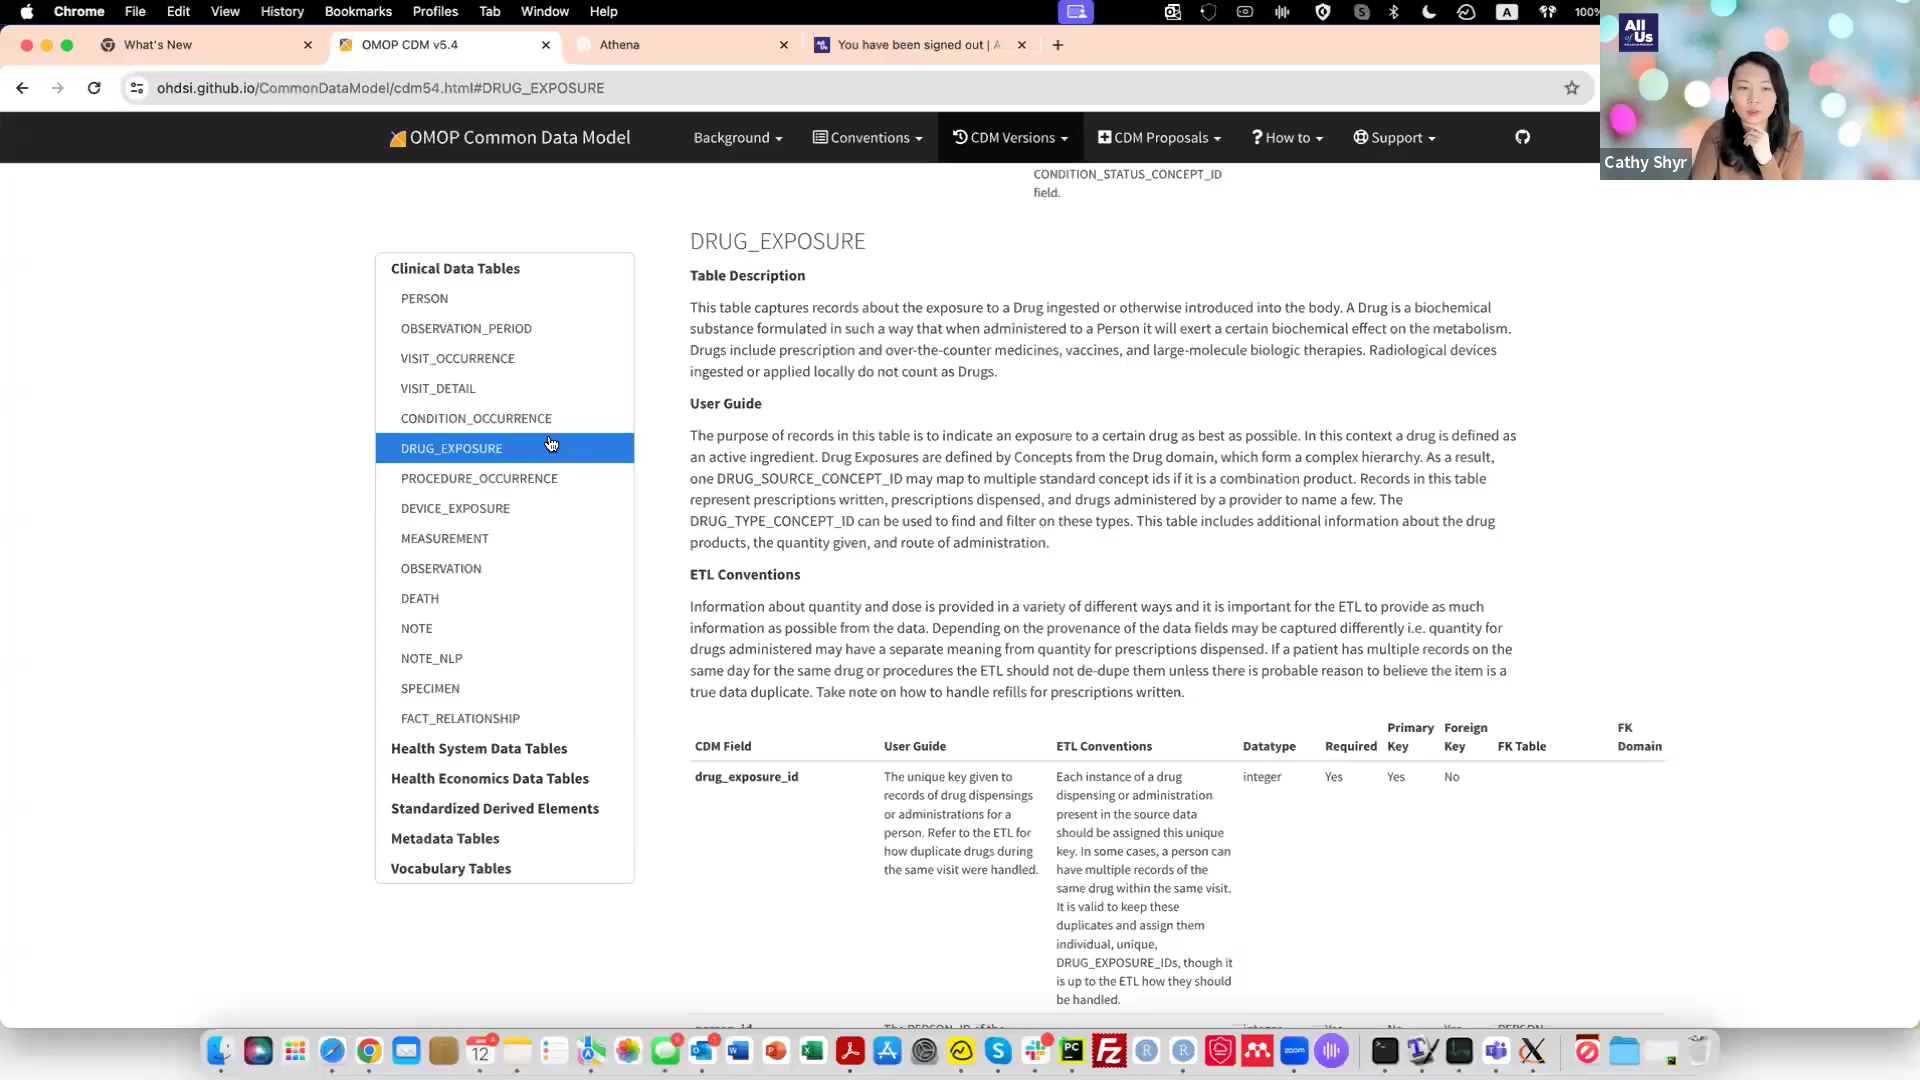 Chrome File Edit View History Bookmarks Profiles Tab Window Help A 100%
What's New
OMOP CDM v5.4
Athena
You have been signed out | A
ohdsi.github.io/CommonDataModel/cdm54.html#DRUG_EXPOSURE
All of Us
Cathy Shyr
OMOP Common Data Model Background Conventions CDM Versions CDM Proposals ? How to Support
CONDITION_STATUS_CONCEPT_ID
field.
Clinical Data Tables
PERSON
OBSERVATION_PERIOD
VISIT_OCCURRENCE
VISIT_DETAIL
CONDITION_OCCURRENCE
DRUG_EXPOSURE
PROCEDURE_OCCURRENCE
DEVICE_EXPOSURE
MEASUREMENT
OBSERVATION
DEATH
NOTE
NOTE_NLP
SPECIMEN
FACT_RELATIONSHIP
Health System Data Tables
Health Economics Data Tables
Standardized Derived Elements
Metadata Tables
Vocabulary Tables
DRUG_EXPOSURE
Table Description
This table captures records about the exposure to a Drug ingested or otherwise introduced into the body. A Drug is a biochemical
substance formulated in such a way that when administered to a Person it will exert a certain biochemical effect on the metabolism.
Drugs include prescription and over-the-counter medicines, vaccines, and large-molecule biologic therapies. Radiological devices
ingested or applied locally do not count as Drugs.
User Guide
The purpose of records in this table is to indicate an exposure to a certain drug as best as possible. In this context a drug is defined as
an active ingredient. Drug Exposures are defined by Concepts from the Drug domain, which form a complex hierarchy. As a result,
one DRUG_SOURCE_CONCEPT_ID may map to multiple standard concept ids if it is a combination product. Records in this table
represent prescriptions written, prescriptions dispensed, and drugs administered by a provider to name a few. The
DRUG_TYPE_CONCEPT_ID can be used to find and filter on these types. This table includes additional information about the drug
products, the quantity given, and route of administration.
ETL Conventions
Information about quantity and dose is provided in a variety of different ways and it is important for the ETL to provide as much
information as possible from the data. Depending on the provenance of the data fields may be captured differently i.e. quantity for
drugs administered may have a separate meaning from quantity for prescriptions dispensed. If a patient has multiple records on the
same day for the same drug or procedures the ETL should not de-dupe them unless there is probable reason to believe the item is a
true data duplicate. Take note on how to handle refills for prescriptions written.
CDM Field User Guide ETL Conventions Datatype Required Primary Key Foreign Key FK Table FK Domain
drug_exposure_id
The unique key given to
records of drug dispensings
or administrations for a
person. Refer to the ETL for
how duplicate drugs during
the same visit were handled.
Each instance of a drug
dispensing or administration
present in the source data
should be assigned this unique
key. In some cases, a person can
have multiple records of the
same drug within the same visit.
It is valid to keep these
duplicates and assign them
individual, unique,
DRUG_EXPOSURE_IDs, though it
is up to the ETL how they should
be handled.
integer Yes Yes No
12
zoom